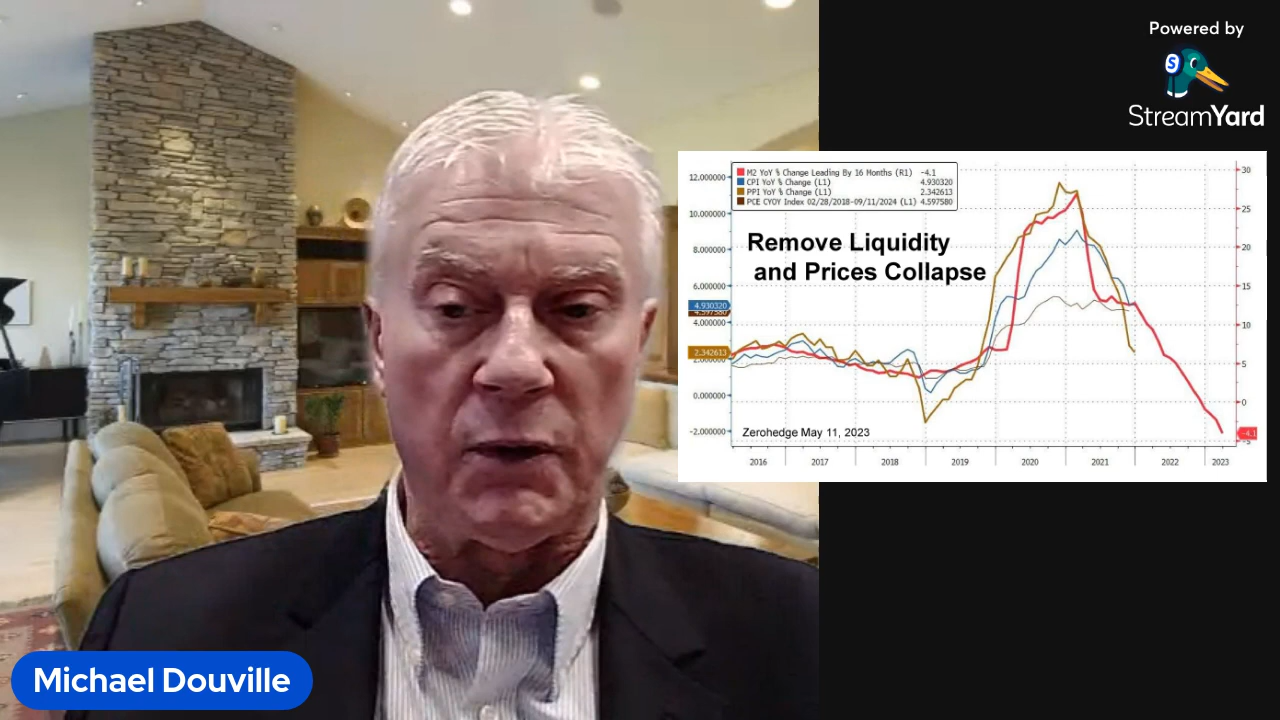 Powered by
S
StreamYard
M2 YoY % Change Leading By 16 Months (R1) -4.1
CPI YoY % Change (L1) 4.930320
PPI YoY % Change (L1) 2.342613
PCE CYOY Index 02/28/2018-09/11/2024 (L1) 4.597580
Remove Liquidity
and Prices Collapse
12.000000
10.000000
8.000000
6.000000
4.930320
4.597580
4.000000
2.342613
2.000000
0.000000
-2.000000
30
25
20
15
10
5
0
-4.1
-5
Zerohedge May 11, 2023
2016 2017 2018 2019 2020 2021 2022 2023
Michael Douville